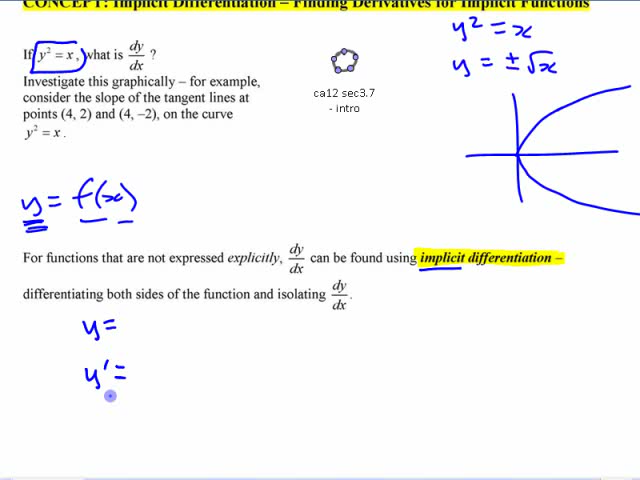 CONCEPT: Implicit Differentiation – Finding Derivatives for Implicit Functions
y² = x
If y² = x, what is dy/dx ?
y = ±√x
Investigate this graphically – for example,
consider the slope of the tangent lines at
points (4, 2) and (4, –2), on the curve
y² = x.
ca12 sec3.7
- intro
y = f(x)
For functions that are not expressed explicitly, dy/dx can be found using implicit differentiation –
differentiating both sides of the function and isolating dy/dx.
y =
y' =